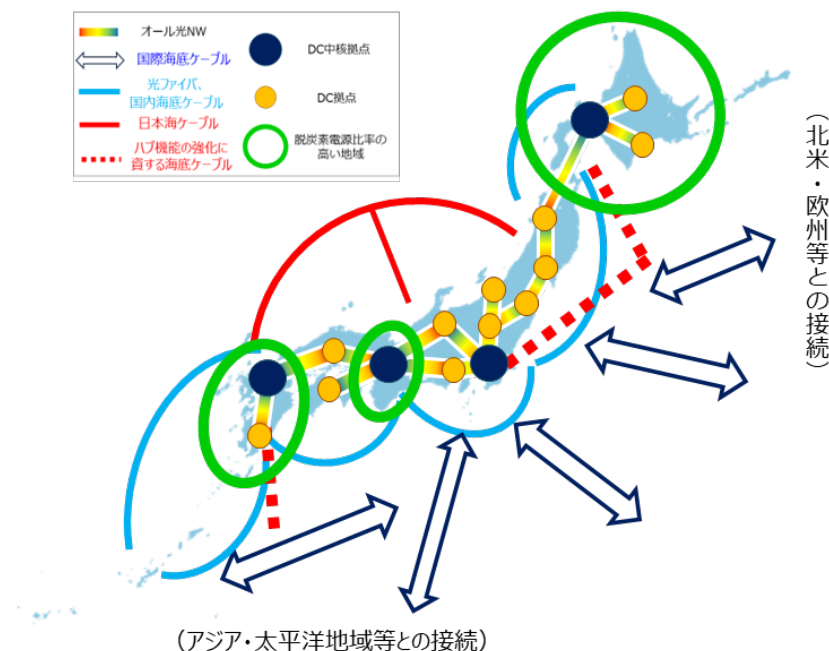 オール光NW
国際海底ケーブル
光ファイバ、
国内海底ケーブル
日本海ケーブル
ハブ機能の強化に
資する海底ケーブル
DC中核拠点
DC拠点
脱炭素電源比率の
高い地域
（北米・欧州等との接続）
（アジア・太平洋地域等との接続）